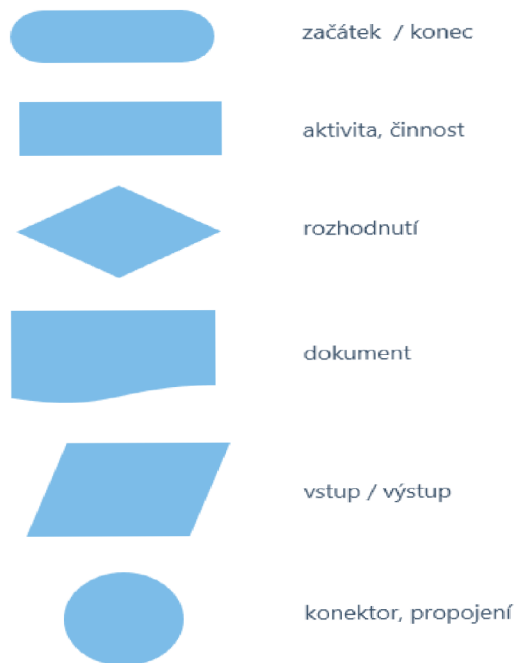 začátek / konec
aktivita, činnost
rozhodnutí
dokument
vstup / výstup
konektor, propojení